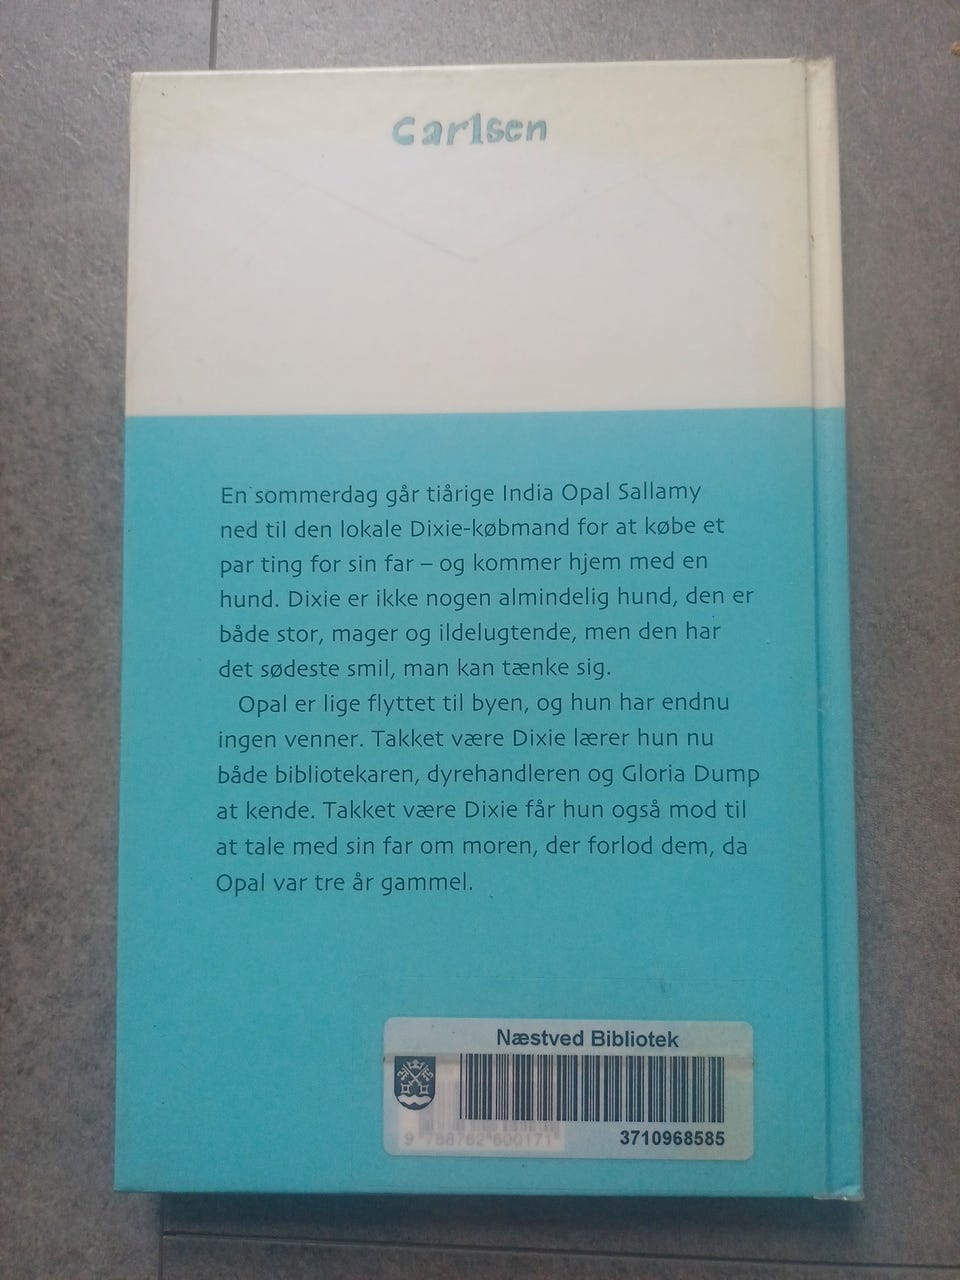 Carlsen
En sommerdag går tiårige India Opal Sallamy
ned til den lokale Dixie-købmand for at købe et
par ting for sin far – og kommer hjem med en
hund. Dixie er ikke nogen almindelig hund, den er
både stor, mager og ildelugtende, men den har
det sødeste smil, man kan tænke sig.
Opal er lige flyttet til byen, og hun har endnu
ingen venner. Takket være Dixie lærer hun nu
både bibliotekaren, dyrehandleren og Gloria Dump
at kende. Takket være Dixie får hun også mod til
at tale med sin far om moren, der forlod dem, da
Opal var tre år gammel.
Næstved Bibliotek
9 788762 600171
3710968585